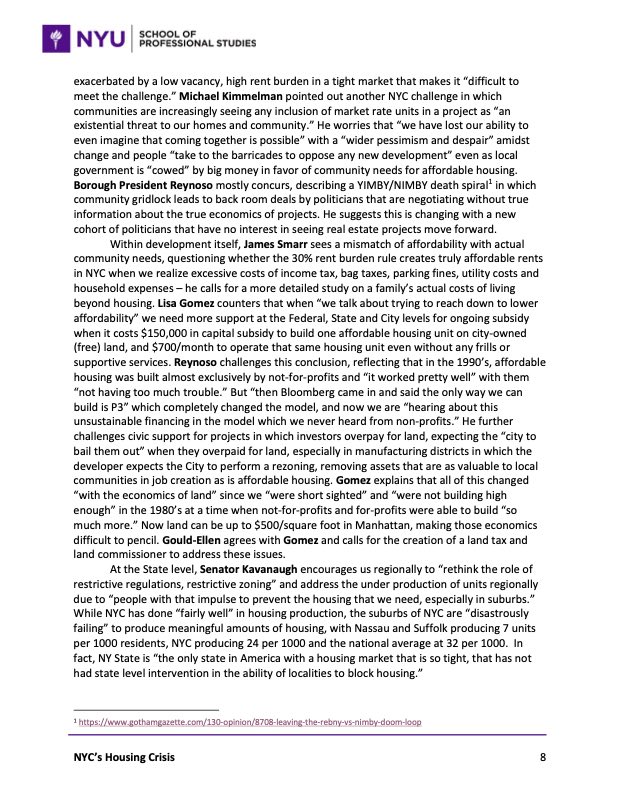 NYU
SCHOOL OF
PROFESSIONAL STUDIES
exacerbated by a low vacancy, high rent burden in a tight market that makes it “difficult to
meet the challenge.” Michael Kimmelman pointed out another NYC challenge in which
communities are increasingly seeing any inclusion of market rate units in a project as “an
existential threat to our homes and community.” He worries that “we have lost our ability to
even imagine that coming together is possible” with a “wider pessimism and despair” amidst
change and people “take to the barricades to oppose any new development” even as local
government is “cowed” by big money in favor of community needs for affordable housing.
Borough President Reynoso mostly concurs, describing a YIMBY/NIMBY death spiral1 in which
community gridlock leads to back room deals by politicians that are negotiating without true
information about the true economics of projects. He suggests this is changing with a new
cohort of politicians that have no interest in seeing real estate projects move forward.
Within development itself, James Smarr sees a mismatch of affordability with actual
community needs, questioning whether the 30% rent burden rule creates truly affordable rents
in NYC when we realize excessive costs of income tax, bag taxes, parking fines, utility costs and
household expenses – he calls for a more detailed study on a family’s actual costs of living
beyond housing. Lisa Gomez counters that when “we talk about trying to reach down to lower
affordability” we need more support at the Federal, State and City levels for ongoing subsidy
when it costs $150,000 in capital subsidy to build one affordable housing unit on city-owned
(free) land, and $700/month to operate that same housing unit even without any frills or
supportive services. Reynoso challenges this conclusion, reflecting that in the 1990’s, affordable
housing was built almost exclusively by not-for-profits and “it worked pretty well” with them
“not having too much trouble.” But “then Bloomberg came in and said the only way we can
build is P3” which completely changed the model, and now we are “hearing about this
unsustainable financing in the model which we never heard from non-profits.” He further
challenges civic support for projects in which investors overpay for land, expecting the “city to
bail them out” when they overpaid for land, especially in manufacturing districts in which the
developer expects the City to perform a rezoning, removing assets that are as valuable to local
communities in job creation as is affordable housing. Gomez explains that all of this changed
“with the economics of land” since we “were short sighted” and “were not building high
enough” in the 1980’s at a time when not-for-profits and for-profits were able to build “so
much more.” Now land can be up to $500/square foot in Manhattan, making those economics
difficult to pencil. Gould-Ellen agrees with Gomez and calls for the creation of a land tax and
land commissioner to address these issues.
At the State level, Senator Kavanaugh encourages us regionally to “rethink the role of
restrictive regulations, restrictive zoning” and address the under production of units regionally
due to “people with that impulse to prevent the housing that we need, especially in suburbs.”
While NYC has done “fairly well” in housing production, the suburbs of NYC are “disastrously
failing” to produce meaningful amounts of housing, with Nassau and Suffolk producing 7 units
per 1000 residents, NYC producing 24 per 1000 and the national average at 32 per 1000. In
fact, NY State is “the only state in America with a housing market that is so tight, that has not
had state level intervention in the ability of localities to block housing.”
1 https://www.gothamgazette.com/130-opinion/8708-leaving-the-rebny-vs-nimby-doom-loop
NYC’s Housing Crisis 8